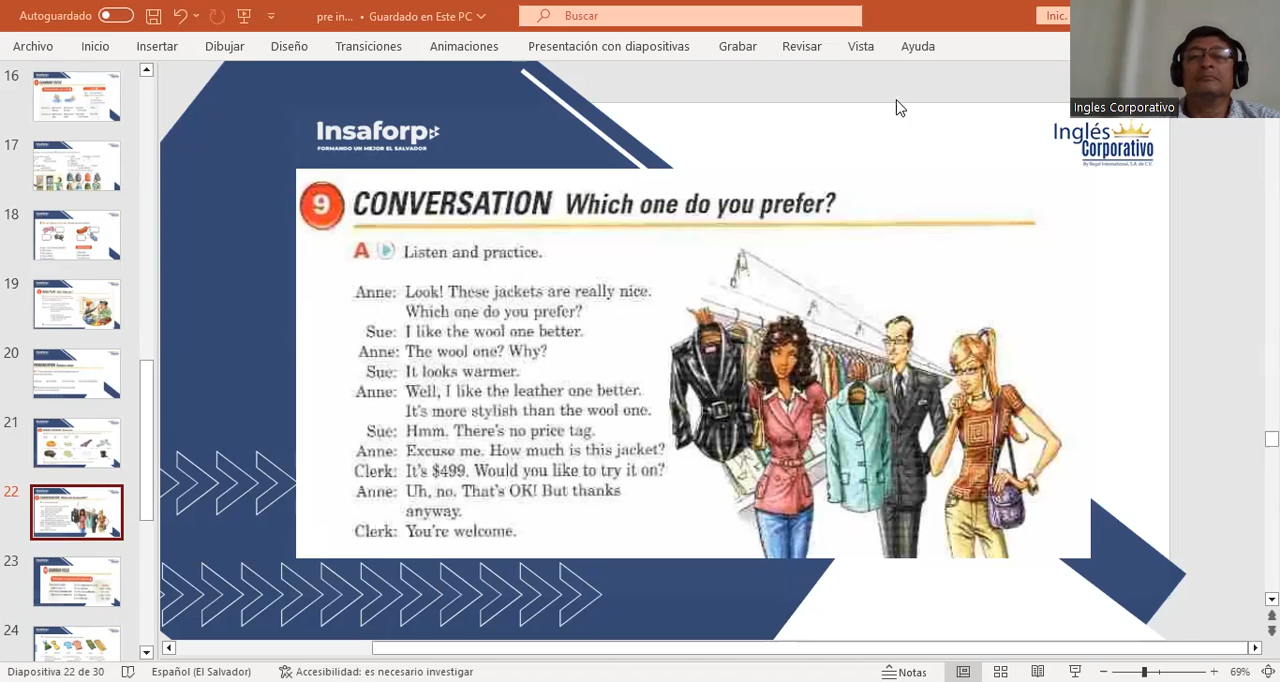 Autoguardado
pre in... • Guardado en Este PC
Buscar
Inic.
Archivo
Inicio
Insertar
Dibujar
Diseño
Transiciones
Animaciones
Presentación con diapositivas
Grabar
Revisar
Vista
Ayuda
Ingles Corporativo
16
17
18
19
20
21
22
23
24
Insaforp
FORMANDO UN MEJOR EL SALVADOR
Inglés
Corporativo
By Regal International, S.A. de C.V.
9 CONVERSATION Which one do you prefer?
A Listen and practice.
Anne: Look! These jackets are really nice.
Which one do you prefer?
Sue: I like the wool one better.
Anne: The wool one? Why?
Sue: It looks warmer.
Anne: Well, I like the leather one better.
It's more stylish than the wool one.
Sue: Hmm. There's no price tag.
Anne: Excuse me. How much is this jacket?
Clerk: It's $499. Would you like to try it on?
Anne: Uh, no. That's OK! But thanks
anyway.
Clerk: You're welcome.
Diapositiva 22 de 30
Español (El Salvador)
Accesibilidad: es necesario investigar
Notas
69%